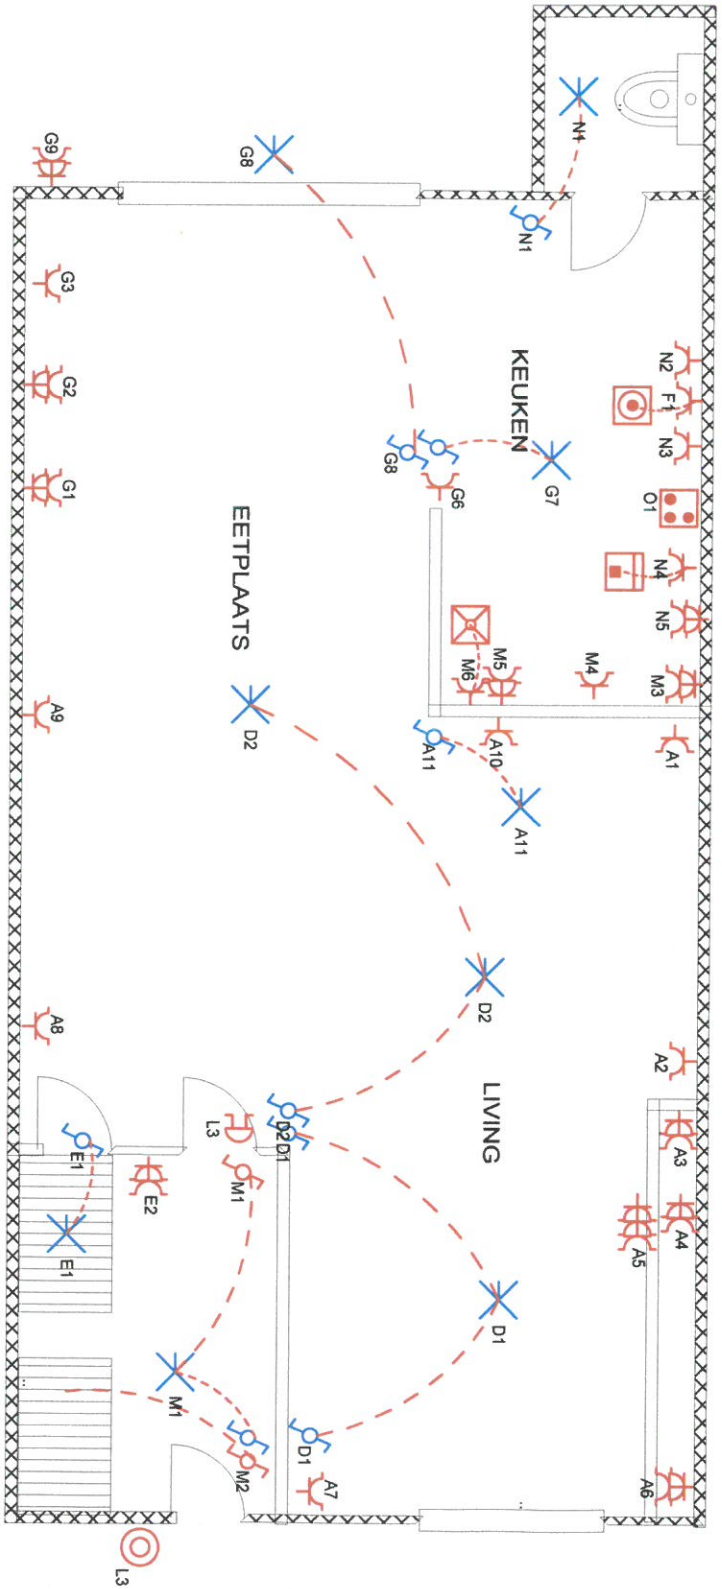 N1
N1
G8
G9
G3
G2
G1
KEUKEN
N2
F1
N3
O1
N4
N5
G8
G6
G7
EETPLAATS
M6
M5
M4
M3
A9
D2
A11
A10
A1
A11
D2
A8
A2
LIVING
L3
D2
D1
A3
E1
E2
M1
A4
A5
E1
D1
M1
M2
D1
A7
A6
L3